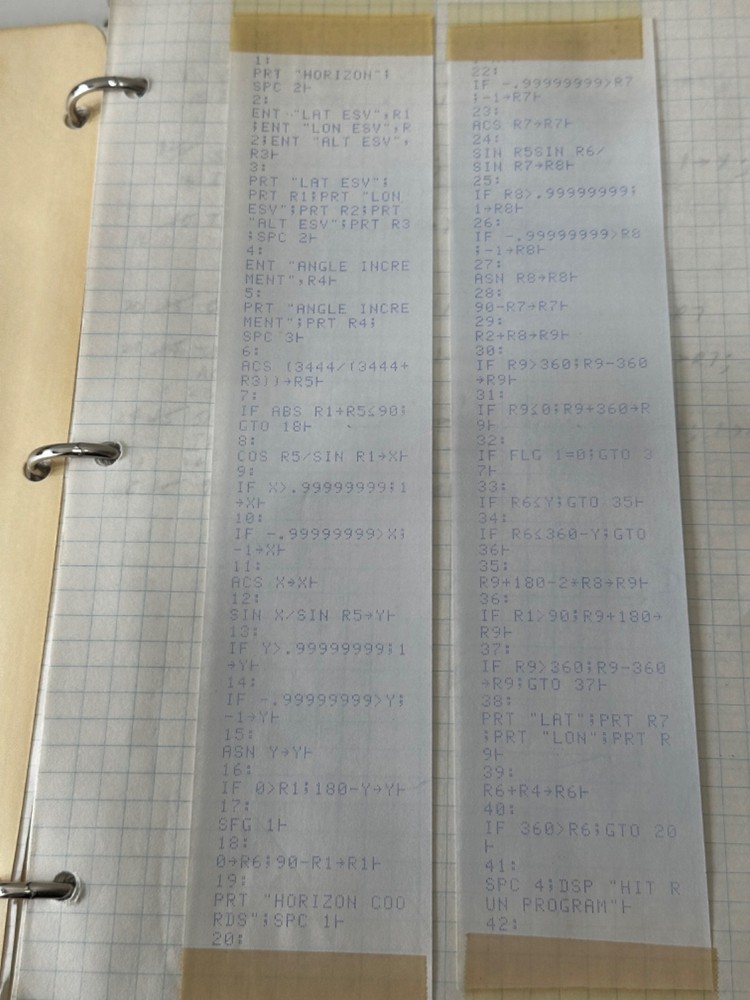 1:
PRT "HORIZON";
SPC 2⊢
2:
ENT "LAT ESV",R1
;ENT "LON ESV",R
2;ENT "ALT ESV",
R3⊢
3:
PRT "LAT ESV";
PRT R1;PRT "LON
ESV";PRT R2;PRT
"ALT ESV";PRT R3
;SPC 2⊢
4:
ENT "ANGLE INCRE
MENT",R4⊢
5:
PRT "ANGLE INCRE
MENT";PRT R4;
SPC 3⊢
6:
ACS (3444/(3444+
R3))→R5⊢
7:
IF ABS R1+R5≤90;
GTO 18⊢
8:
COS R5/SIN R1→X⊢
9:
IF X>.99999999;1
→X⊢
10:
IF -.99999999>X;
-1→X⊢
11:
ACS X→X⊢
12:
SIN X/SIN R5→Y⊢
13:
IF Y>.99999999;1
→Y⊢
14:
IF -.99999999>Y;
-1→Y⊢
15:
ASN Y→Y⊢
16:
IF 0>R1;180-Y→Y⊢
17:
SFG 1⊢
18:
0→R6;90-R1→R1⊢
19:
PRT "HORIZON COO
RDS";SPC 1⊢
20:
22:
IF -.99999999>R7
;-1→R7⊢
23:
ACS R7→R7⊢
24:
SIN R5SIN R6/
SIN R7→R8⊢
25:
IF R8>.99999999;
1→R8⊢
26:
IF -.99999999>R8
;-1→R8⊢
27:
ASN R8→R8⊢
28:
90-R7→R7⊢
29:
R2+R8→R9⊢
30:
IF R9>360;R9-360
→R9⊢
31:
IF R9≤0;R9+360→R
9⊢
32:
IF FLG 1=0;GTO 3
7⊢
33:
IF R6≤Y;GTO 35⊢
34:
IF R6≤360-Y;GTO
36⊢
35:
R9+180-2*R8→R9⊢
36:
IF R1>90;R9+180→
R9⊢
37:
IF R9>360;R9-360
→R9;GTO 37⊢
38:
PRT "LAT";PRT R7
;PRT "LON";PRT R
9⊢
39:
R6+R4→R6⊢
40:
IF 360>R6;GTO 20
⊢
41:
SPC 4;DSP "HIT R
UN PROGRAM"⊢
42: